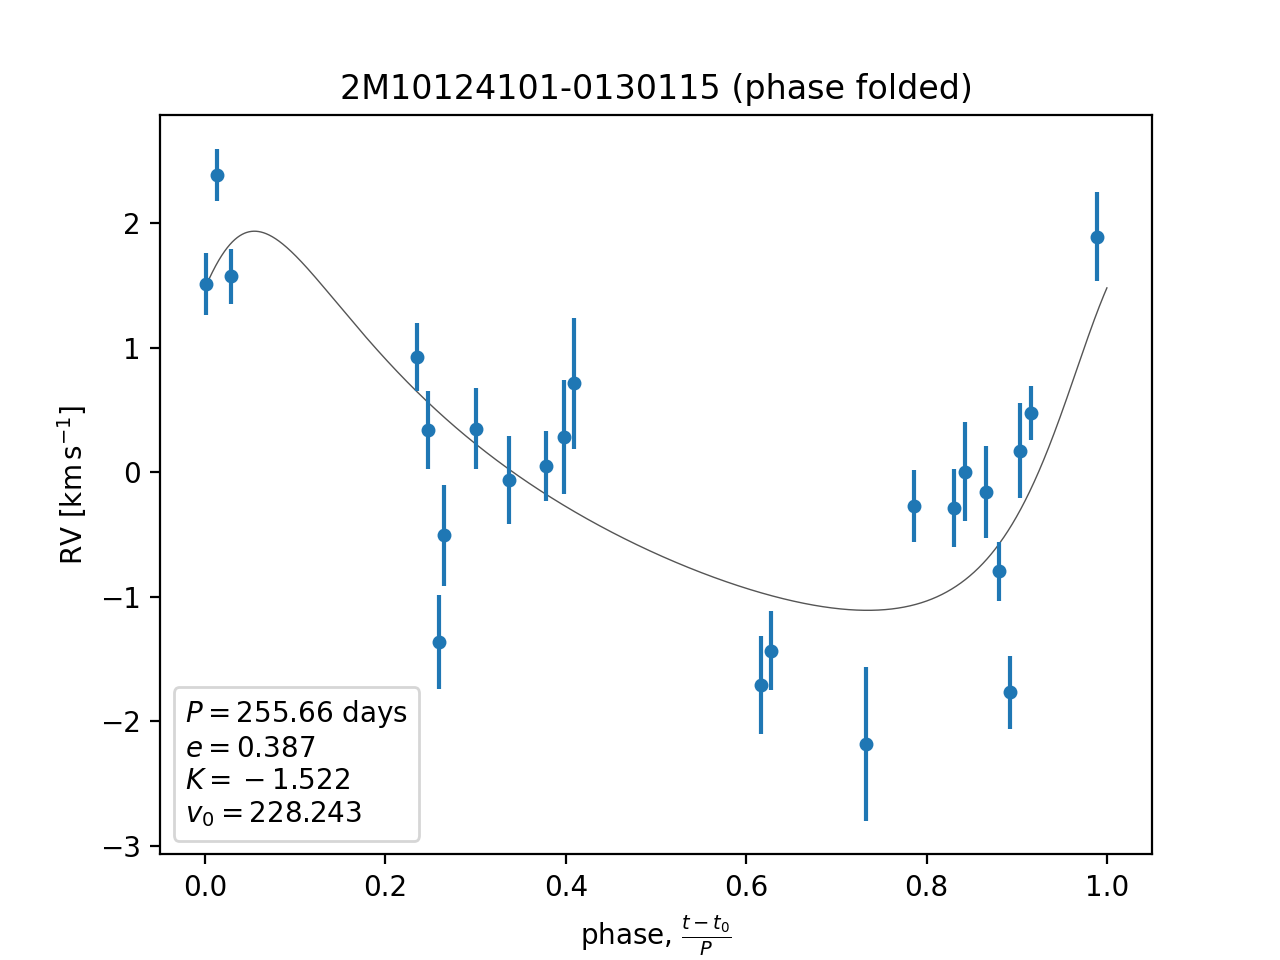 2M10124101-0130115 (phase folded)
2
1
0
−1
−2
−3
RV [km s⁻¹]
P = 255.66 days
e = 0.387
K = −1.522
v₀ = 228.243
0.0 0.2 0.4 0.6 0.8 1.0
phase, (t − t₀)/P